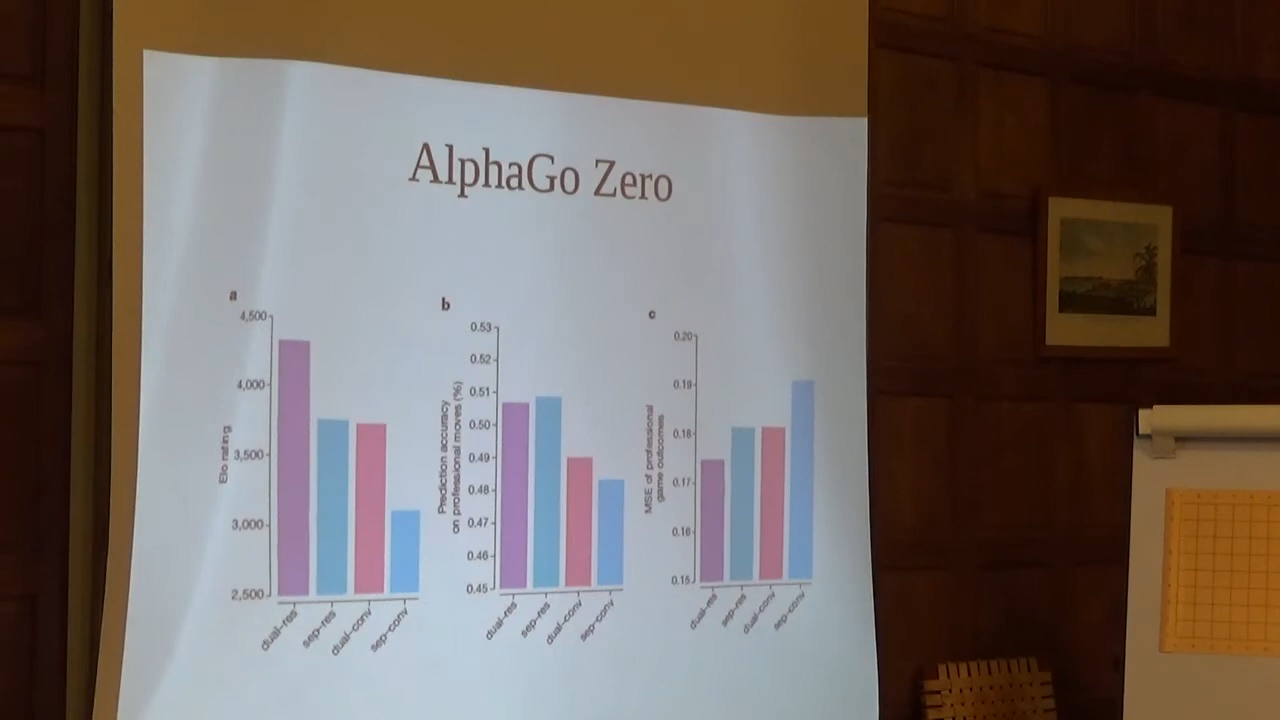 AlphaGo Zero
a
4,500
4,000
3,500
3,000
2,500
Elo rating
dual-res
sep-res
dual-conv
sep-conv
b
0.53
0.52
0.51
0.50
0.49
0.48
0.47
0.46
0.45
Prediction accuracy
on professional moves (%)
dual-res
sep-res
dual-conv
sep-conv
c
0.20
0.19
0.18
0.17
0.16
0.15
MSE of professional
game outcomes
dual-res
sep-res
dual-conv
sep-conv